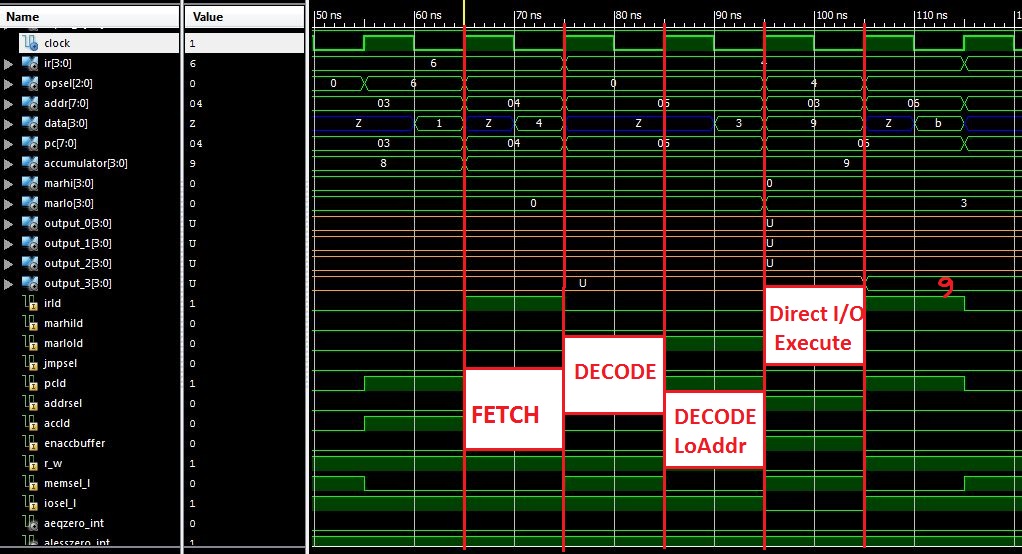 Name Value 50 ns 60 ns 70 ns 80 ns 90 ns 100 ns 110 ns
clock 1
ir[3:0] 6 6 4
opsel[2:0] 0 0 6 0 4
addr[7:0] 04 03 04 05 03 06
data[3:0] Z Z 1 Z 4 Z 3 9 Z b
pc[7:0] 04 03 04 05 06
accumulator[3:0] 9 8 9
marhi[3:0] 0 0
marlo[3:0] 0 0 3
output_0[3:0] U U
output_1[3:0] U U
output_2[3:0] U U
output_3[3:0] U U 9
irld 1
marhild 0
marlold 0
jmpsel 0
pcld 1
addrsel 0
accld 0
enaccbuffer 0
r_w 1
memsel_l 0
iosel_l 1
aeqzero_int 0
alesszero_int 1
FETCH
DECODE
DECODE
LoAddr
Direct I/O
Execute